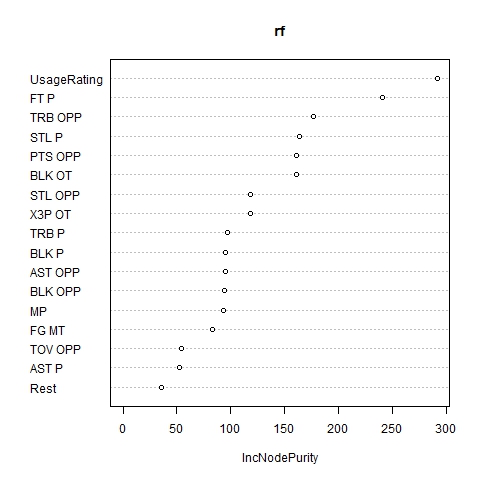 rf
UsageRating
FT P
TRB OPP
STL P
PTS OPP
BLK OT
STL OPP
X3P OT
TRB P
BLK P
AST OPP
BLK OPP
MP
FG MT
TOV OPP
AST P
Rest
0 50 100 150 200 250 300
IncNodePurity